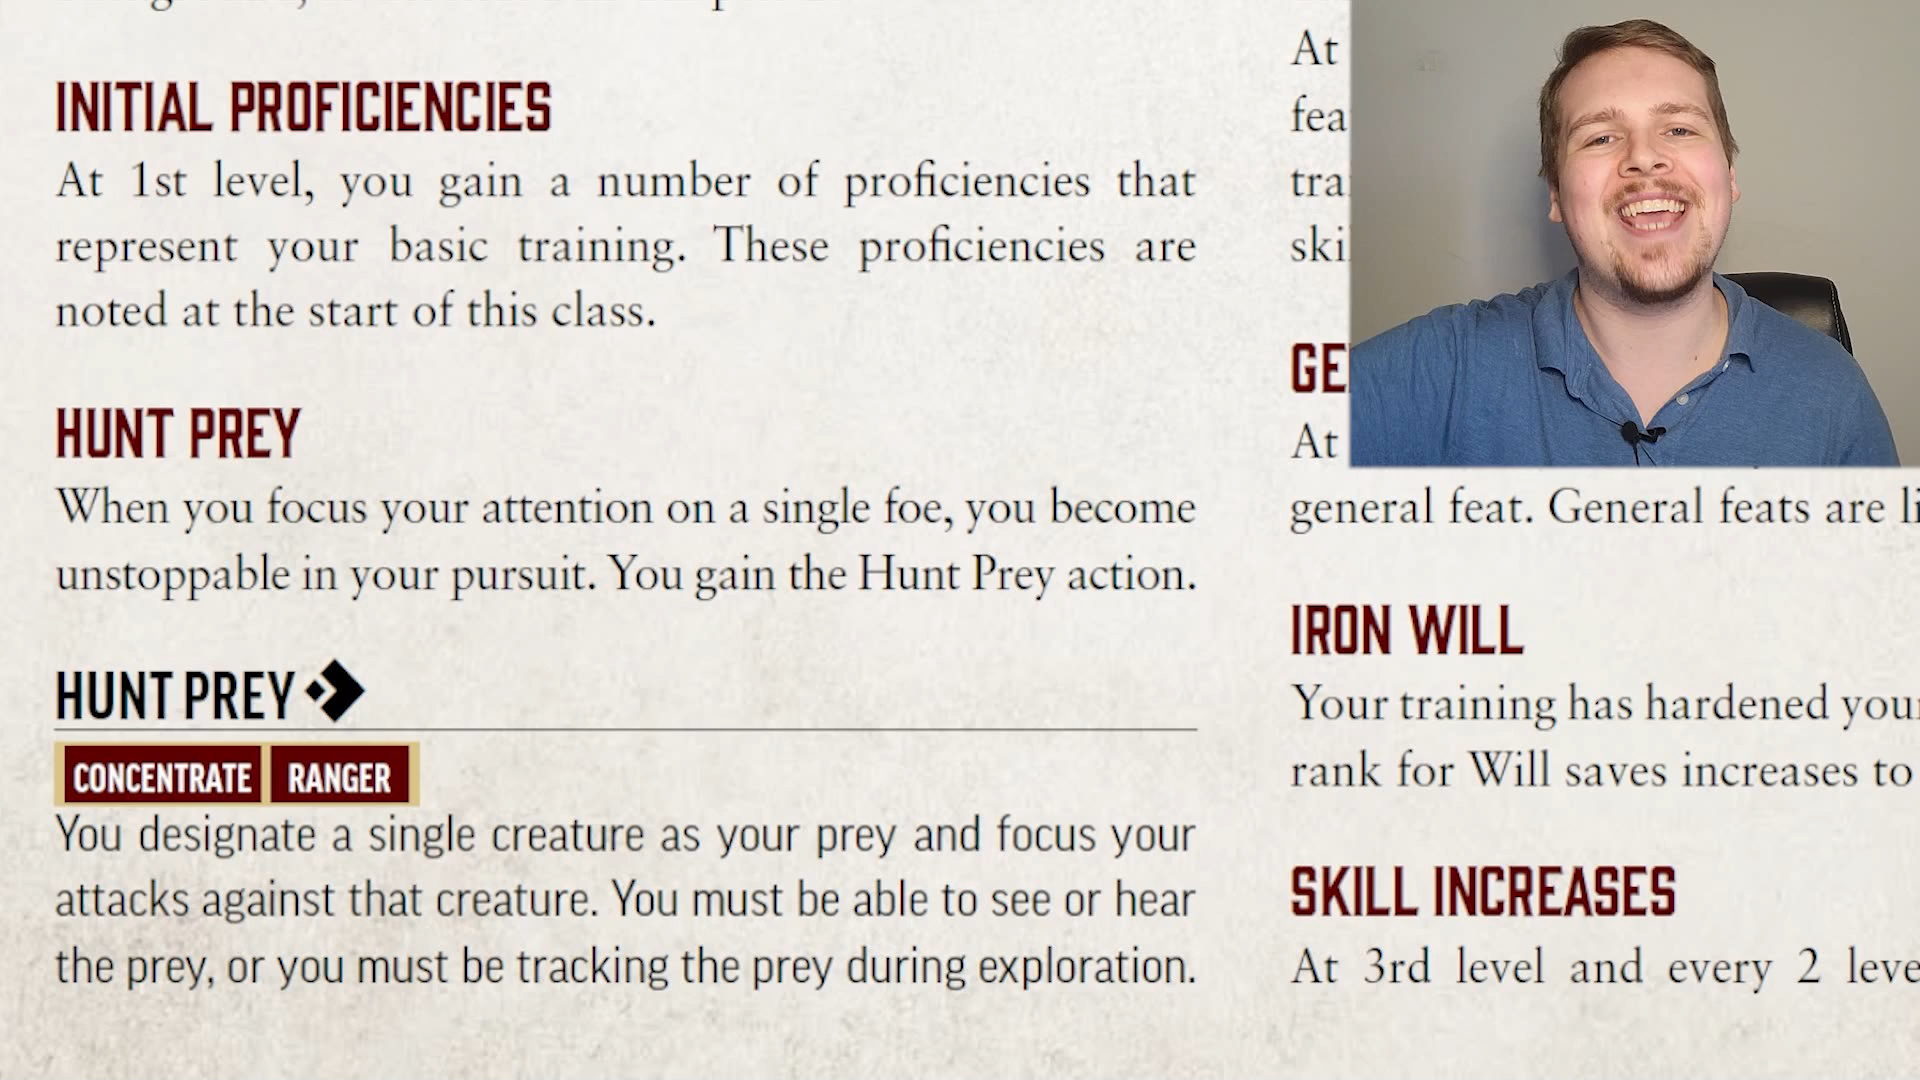 INITIAL PROFICIENCIES
At 1st level, you gain a number of proficiencies that
represent your basic training. These proficiencies are
noted at the start of this class.
HUNT PREY
When you focus your attention on a single foe, you become
unstoppable in your pursuit. You gain the Hunt Prey action.
HUNT PREY
CONCENTRATE RANGER
You designate a single creature as your prey and focus your
attacks against that creature. You must be able to see or hear
the prey, or you must be tracking the prey during exploration.
At
At
general feat. General feats are
IRON WILL
Your training has hardened
rank for Will saves increases to
SKILL INCREASES
At 3rd level and every 2